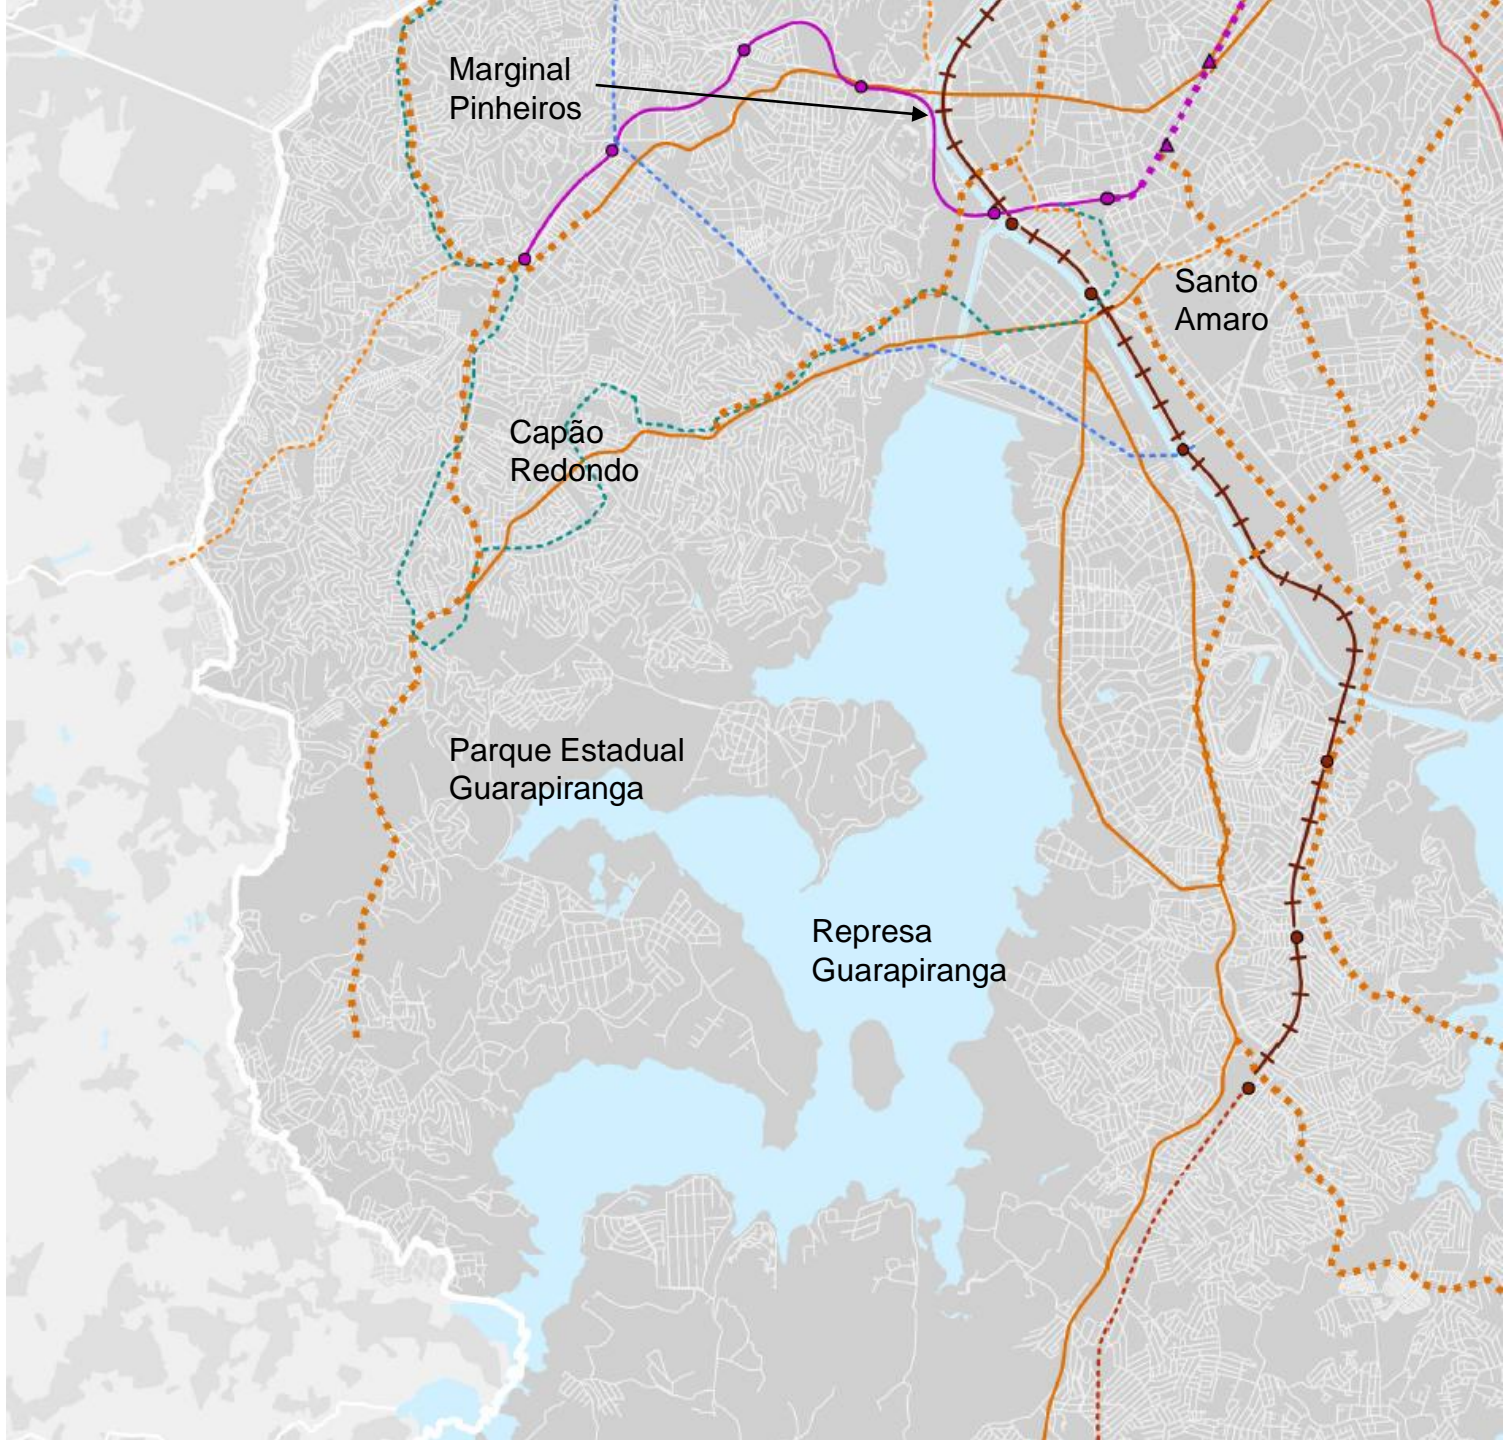 Marginal
Pinheiros
Santo
Amaro
Capão
Redondo
Parque Estadual
Guarapiranga
Represa
Guarapiranga